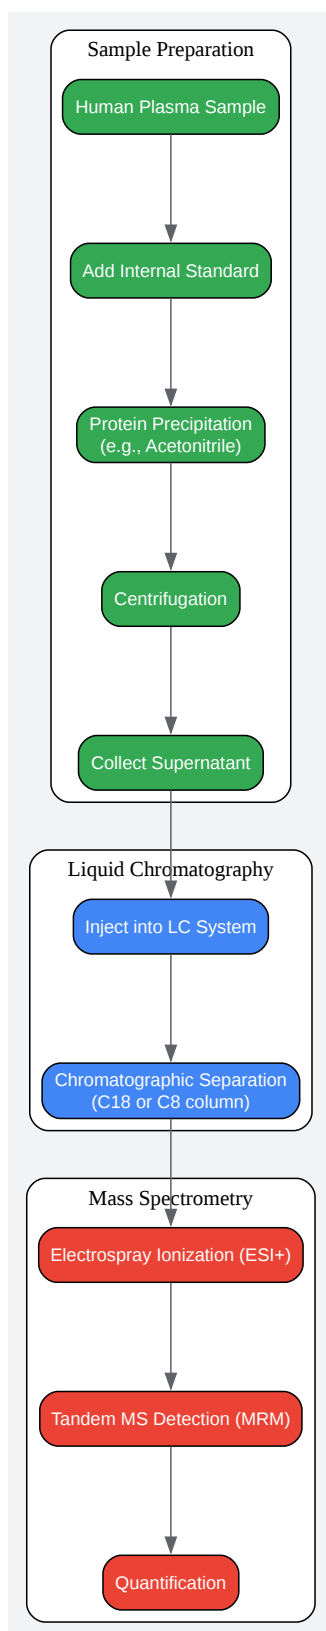 Sample Preparation
Human Plasma Sample
Add Internal Standard
Protein Precipitation
(e.g., Acetonitrile)
Centrifugation
Collect Supernatant
Liquid Chromatography
Inject into LC System
Chromatographic Separation
(C18 or C8 column)
Mass Spectrometry
Electrospray Ionization (ESI+)
Tandem MS Detection (MRM)
Quantification